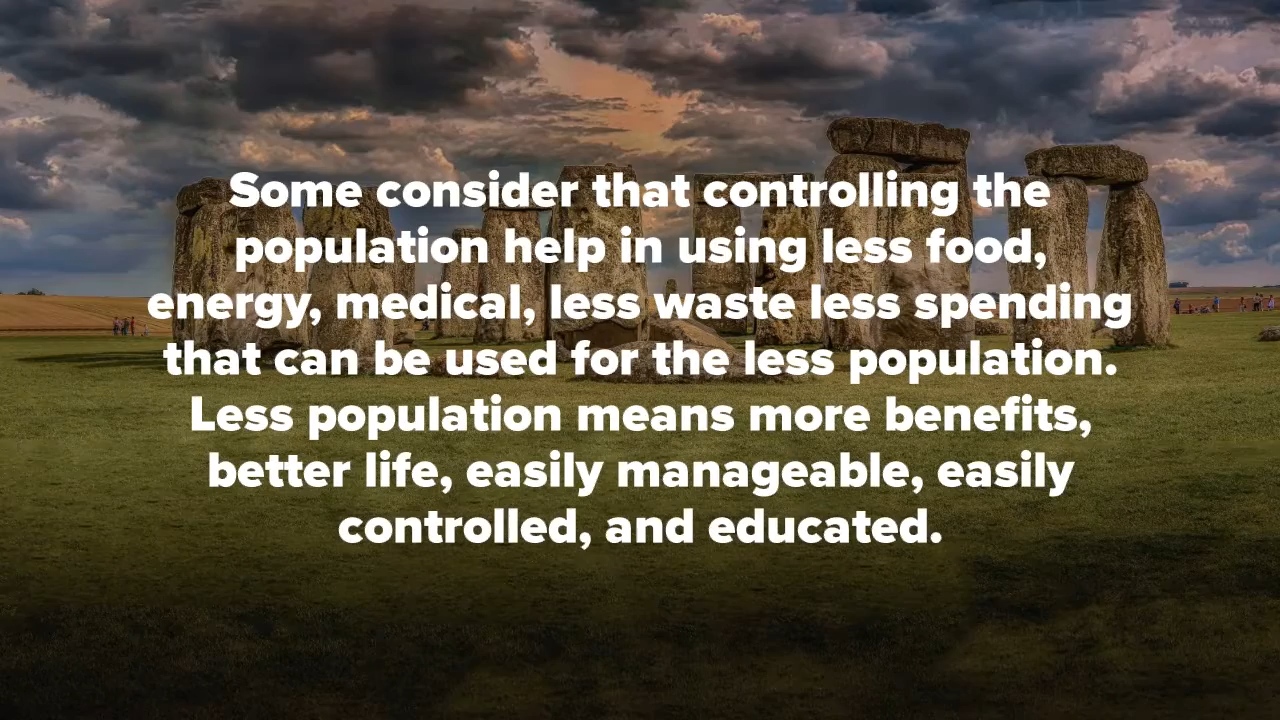 Some consider that controlling the
population help in using less food,
energy, medical, less waste less spending
that can be used for the less population.
Less population means more benefits,
better life, easily manageable, easily
controlled, and educated.